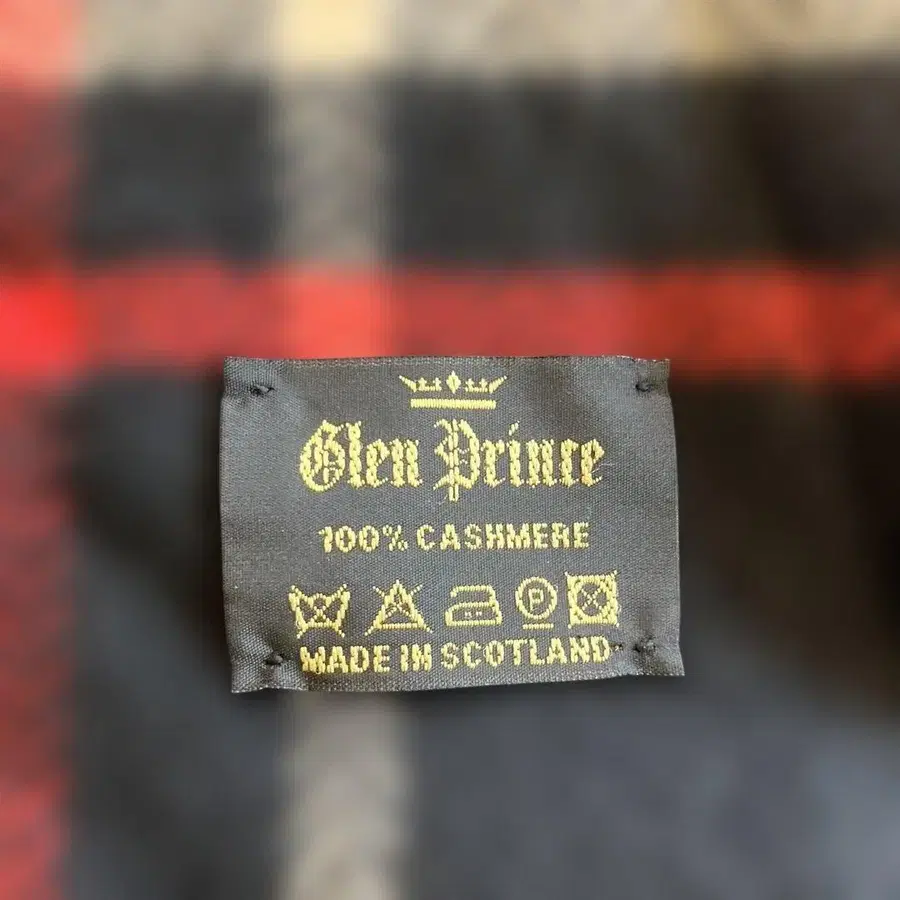 Glen Prince
100% CASHMERE
P
MADE IN SCOTLAND